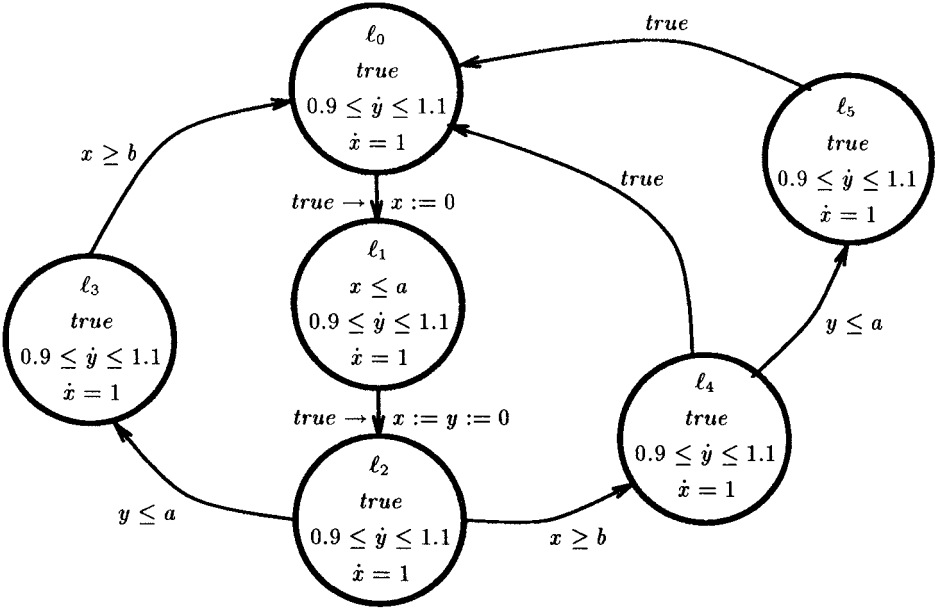 ℓ₀
true
0.9 ≤ ẏ ≤ 1.1
ẋ = 1
true
ℓ₅
true
0.9 ≤ ẏ ≤ 1.1
ẋ = 1
x ≥ b
true
true → x := 0
ℓ₁
x ≤ a
0.9 ≤ ẏ ≤ 1.1
ẋ = 1
ℓ₃
true
0.9 ≤ ẏ ≤ 1.1
ẋ = 1
y ≤ a
ℓ₄
true
0.9 ≤ ẏ ≤ 1.1
ẋ = 1
true → x := y := 0
ℓ₂
true
0.9 ≤ ẏ ≤ 1.1
ẋ = 1
y ≤ a
x ≥ b